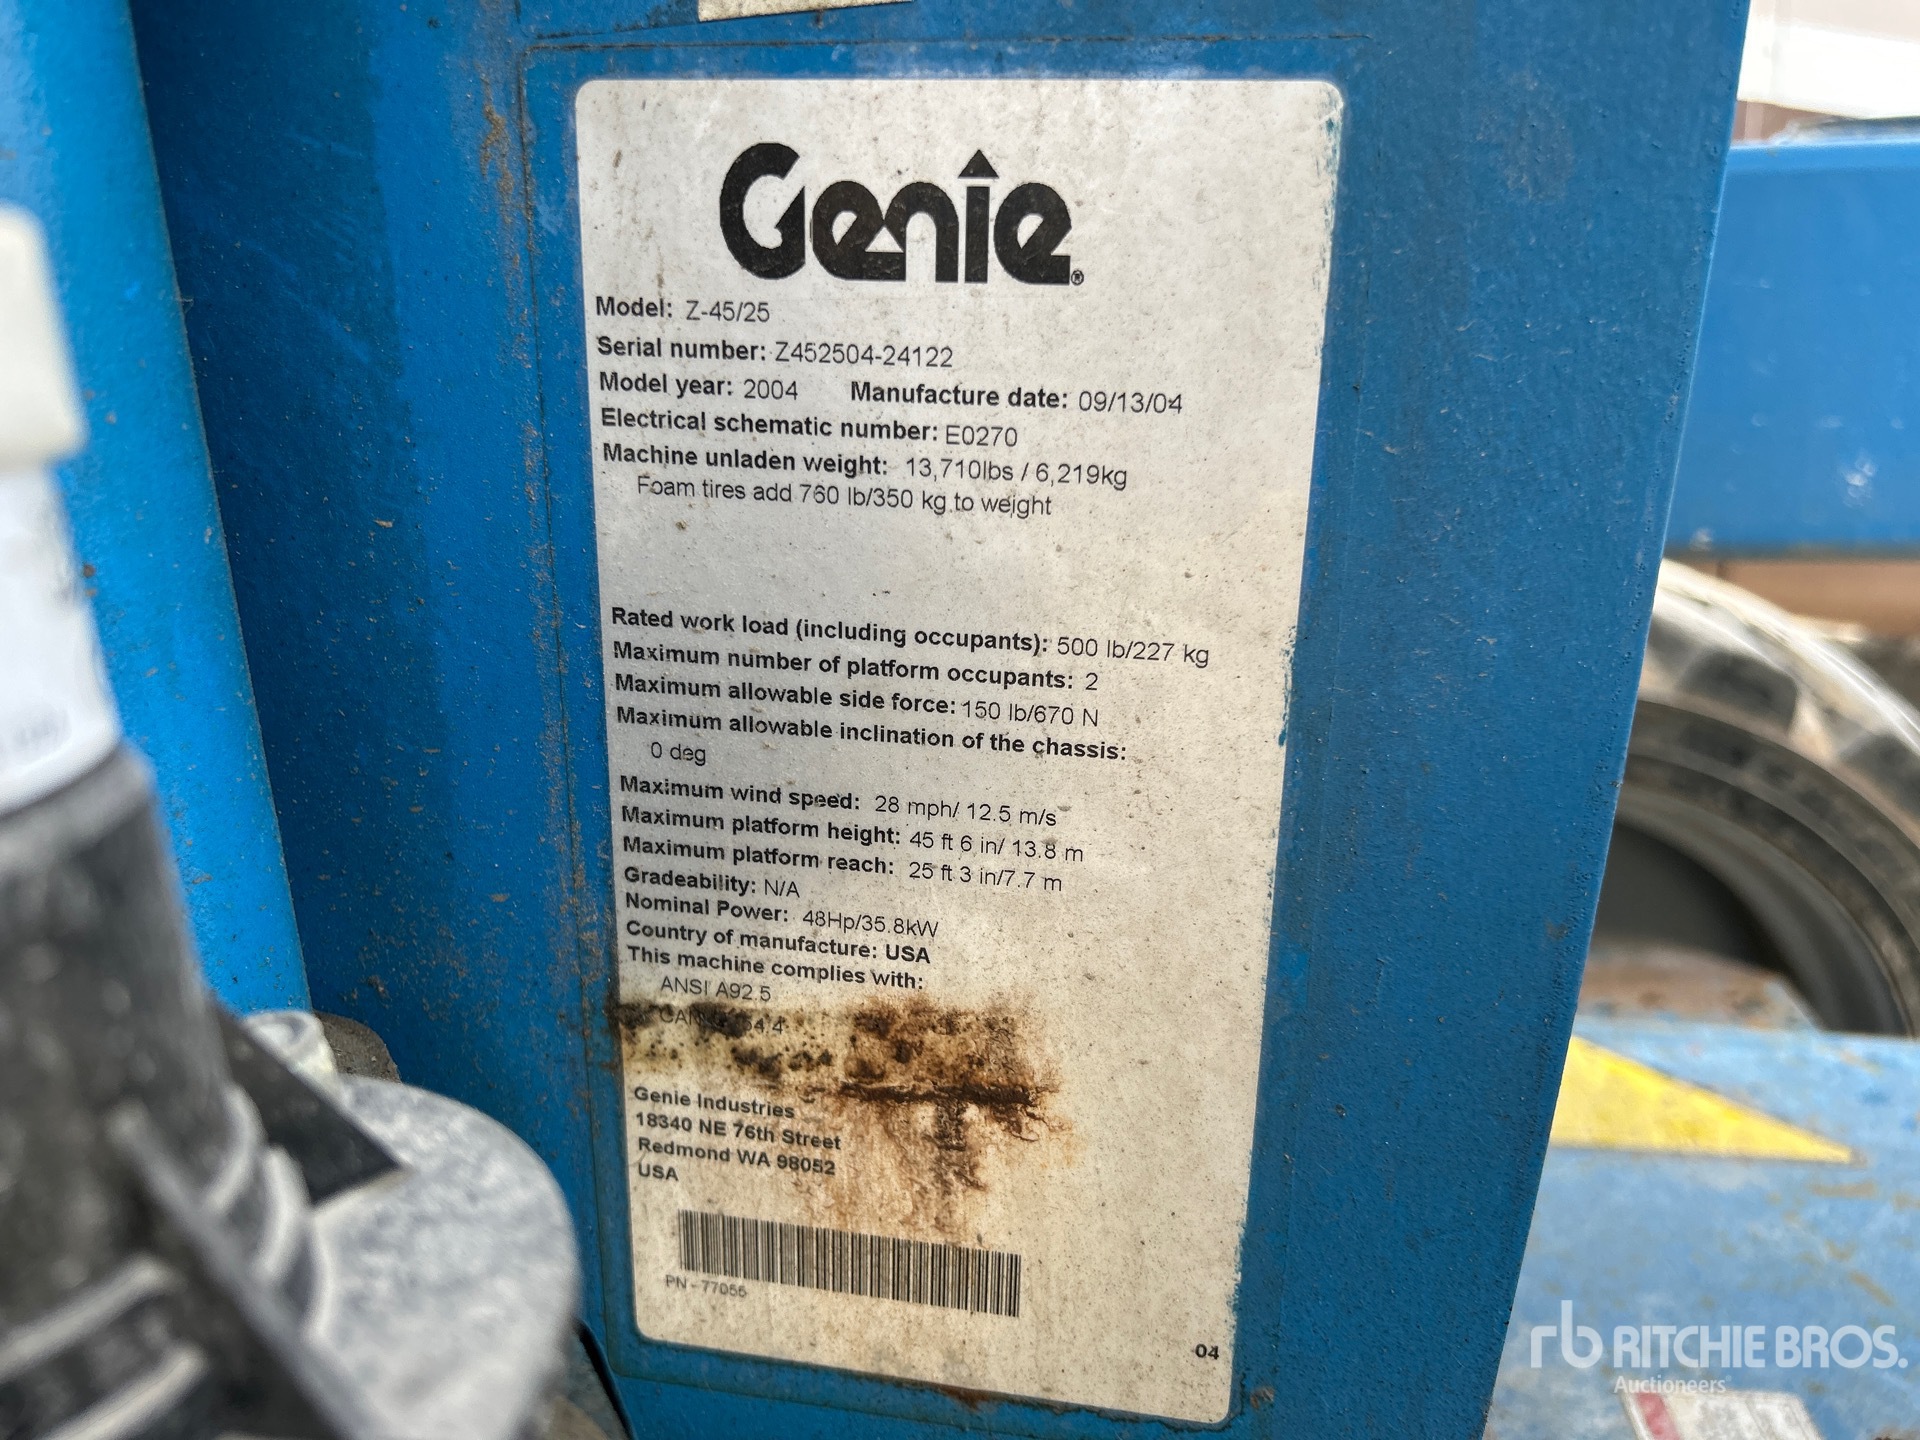 Genie®
Model: Z-45/25
Serial number: Z452504-24122
Model year: 2004 Manufacture date: 09/13/04
Electrical schematic number: E0270
Machine unladen weight: 13,710lbs / 6,219kg
Foam tires add 760 lb/350 kg to weight
Rated work load (including occupants): 500 lb/227 kg
Maximum number of platform occupants: 2
Maximum allowable side force: 150 lb/670 N
Maximum allowable inclination of the chassis:
0 deg
Maximum wind speed: 28 mph/ 12.5 m/s
Maximum platform height: 45 ft 6 in/ 13.8 m
Maximum platform reach: 25 ft 3 in/7.7 m
Gradeability: N/A
Nominal Power: 48Hp/35.8kW
Country of manufacture: USA
This machine complies with:
ANSI A92.5
Genie Industries
18340 NE 76th Street
Redmond WA 98052
USA
PN - 77055
04
rb RITCHIE BROS.
Auctioneers